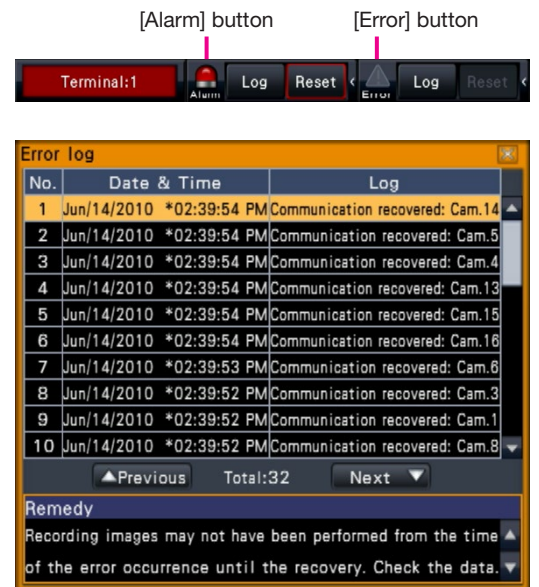 [Alarm] button [Error] button
Terminal:1 Alarm Log Reset Error Log Reset
Error log
No. Date & Time Log
1 Jun/14/2010 *02:39:54 PM Communication recovered: Cam.14
2 Jun/14/2010 *02:39:54 PM Communication recovered: Cam.5
3 Jun/14/2010 *02:39:54 PM Communication recovered: Cam.4
4 Jun/14/2010 *02:39:54 PM Communication recovered: Cam.13
5 Jun/14/2010 *02:39:54 PM Communication recovered: Cam.15
6 Jun/14/2010 *02:39:54 PM Communication recovered: Cam.16
7 Jun/14/2010 *02:39:53 PM Communication recovered: Cam.6
8 Jun/14/2010 *02:39:52 PM Communication recovered: Cam.3
9 Jun/14/2010 *02:39:52 PM Communication recovered: Cam.1
10 Jun/14/2010 *02:39:52 PM Communication recovered: Cam.8
▲Previous Total:32 Next ▼
Remedy
Recording images may not have been performed from the time
of the error occurrence until the recovery. Check the data.